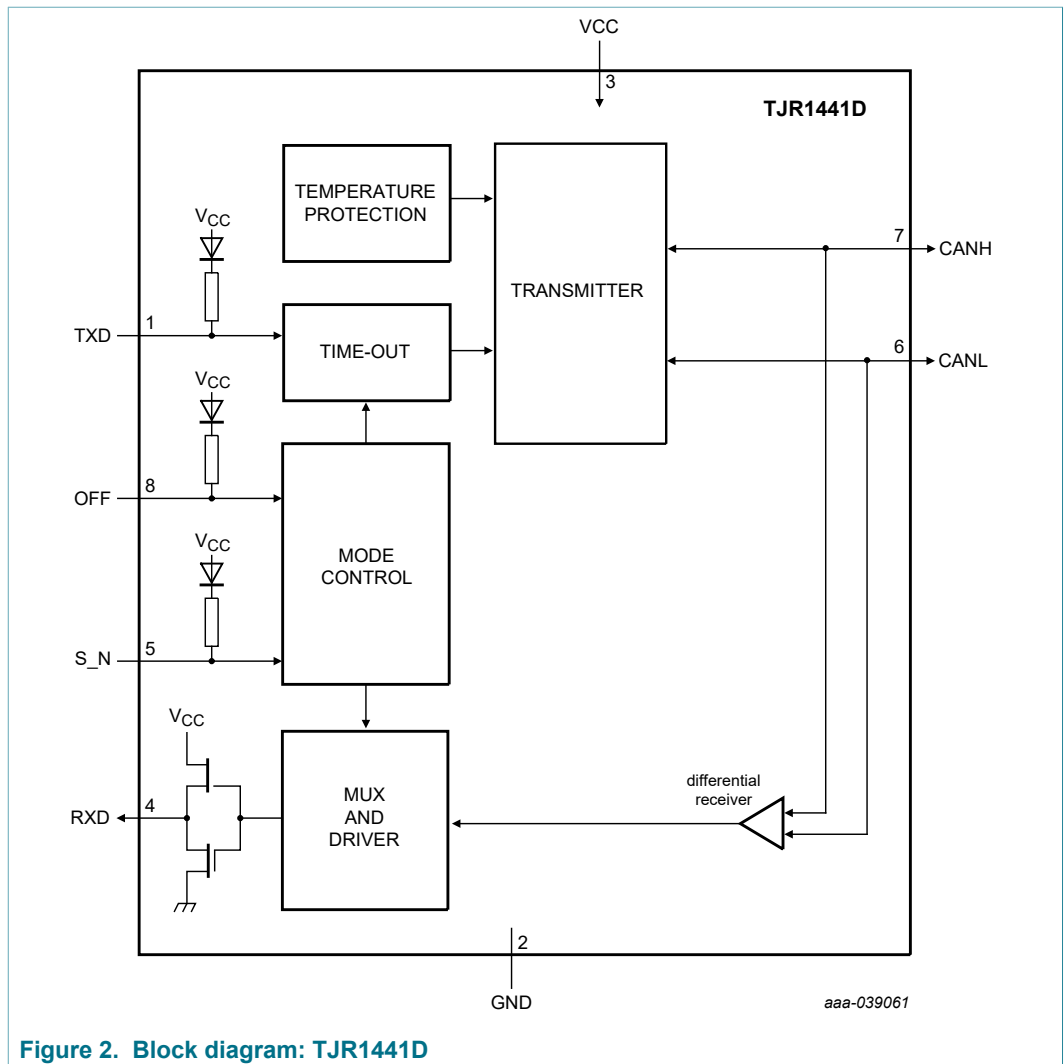 VCC
3
TJR1441D
TEMPERATURE
PROTECTION
VCC
TRANSMITTER
7
CANH
TXD
1
TIME-OUT
6
CANL
VCC
OFF
8
MODE
CONTROL
VCC
S_N
5
VCC
RXD
4
MUX
AND
DRIVER
differential
receiver
2
GND
aaa-039061
Figure 2. Block diagram: TJR1441D